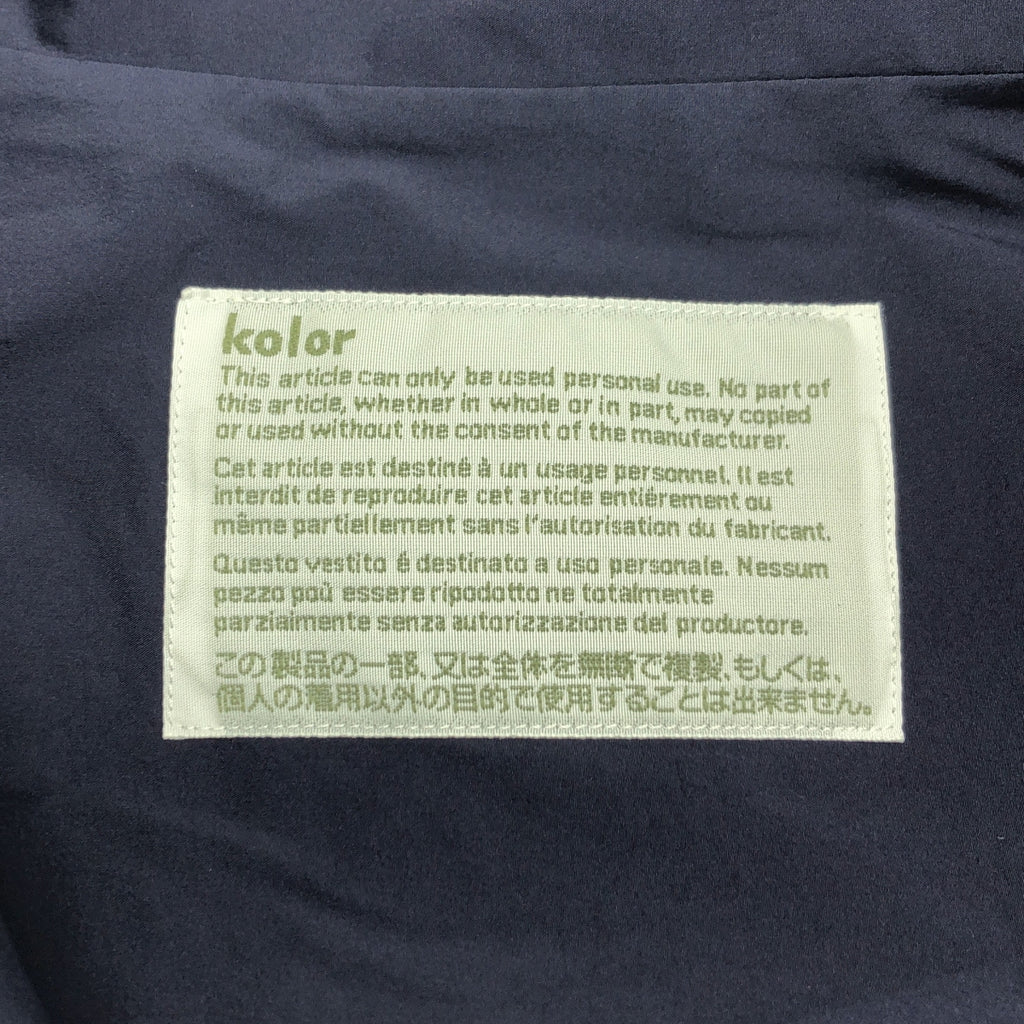 kolor
This article can only be used personal use. No part of
this article, whether in whole or in part, may copied
or used without the consent of the manufacturer.
Cet article est destiné à un usage personnel. Il est
interdit de reproduire cet article entiérement ou
même partiellement sans l'autorisation du fabricant.
Questo vestito é destinato a uso personale. Nessum
pezzo poù essere ripodotto ne totalmente
parzialmente senza autorizzazione del productore.
この製品の一部、又は全体を無断で複製、もしくは、
個人の着用以外の目的で使用することは出来ません。